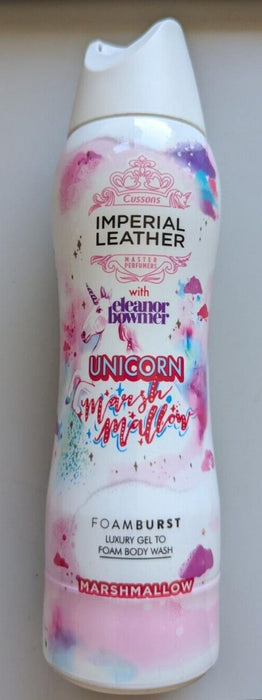 Cussons
IMPERIAL
LEATHER
MASTER
PERFUMERS
with
eleanor
bowmer
UNICORN
Marsh
mallow
FOAMBURST
LUXURY GEL TO
FOAM BODY WASH
MARSHMALLOW